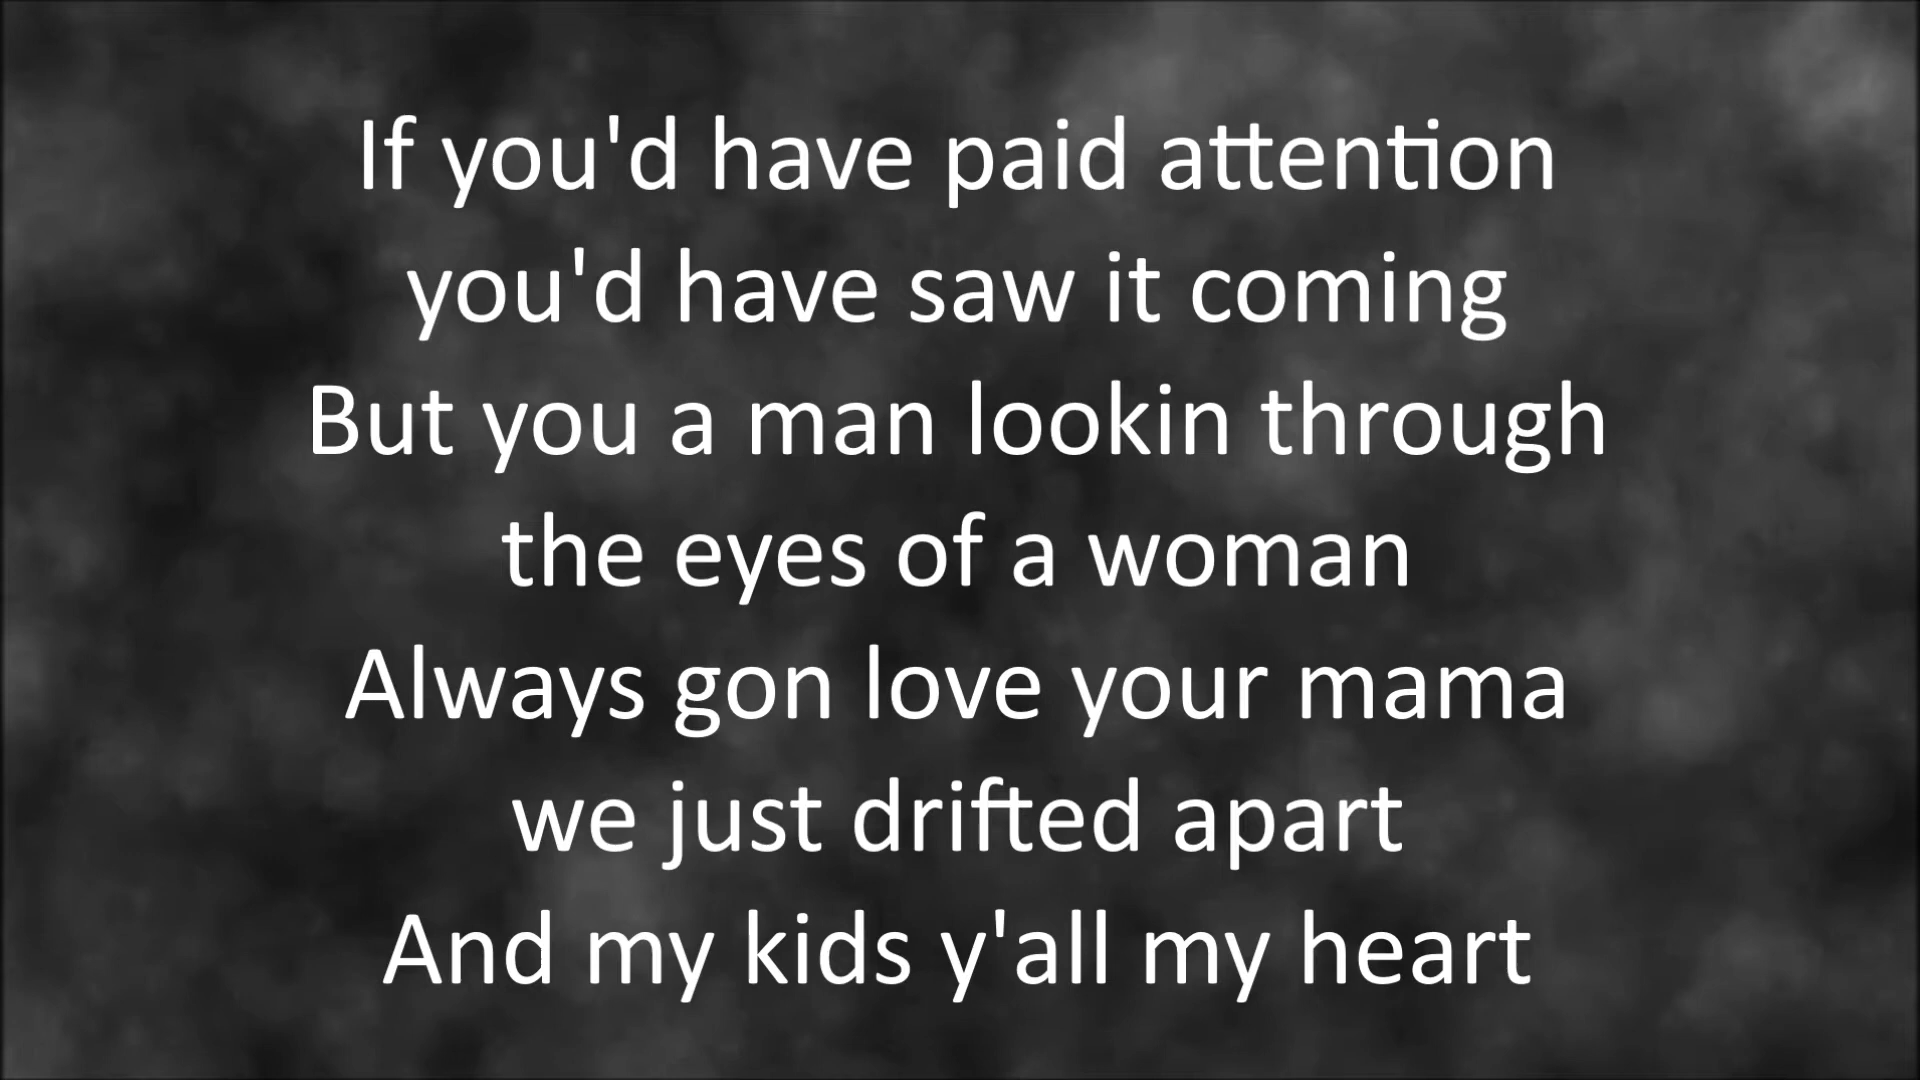 If you'd have paid attention
you'd have saw it coming
But you a man lookin through
the eyes of a woman
Always gon love your mama
we just drifted apart
And my kids y'all my heart